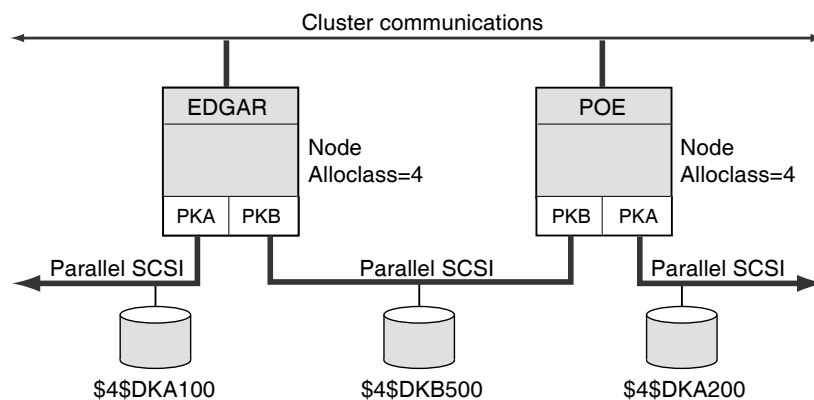 Cluster communications
EDGAR
POE
Node
Alloclass=4
Node
Alloclass=4
PKA
PKB
PKB
PKA
Parallel SCSI
Parallel SCSI
Parallel SCSI
$4$DKA100
$4$DKB500
$4$DKA200